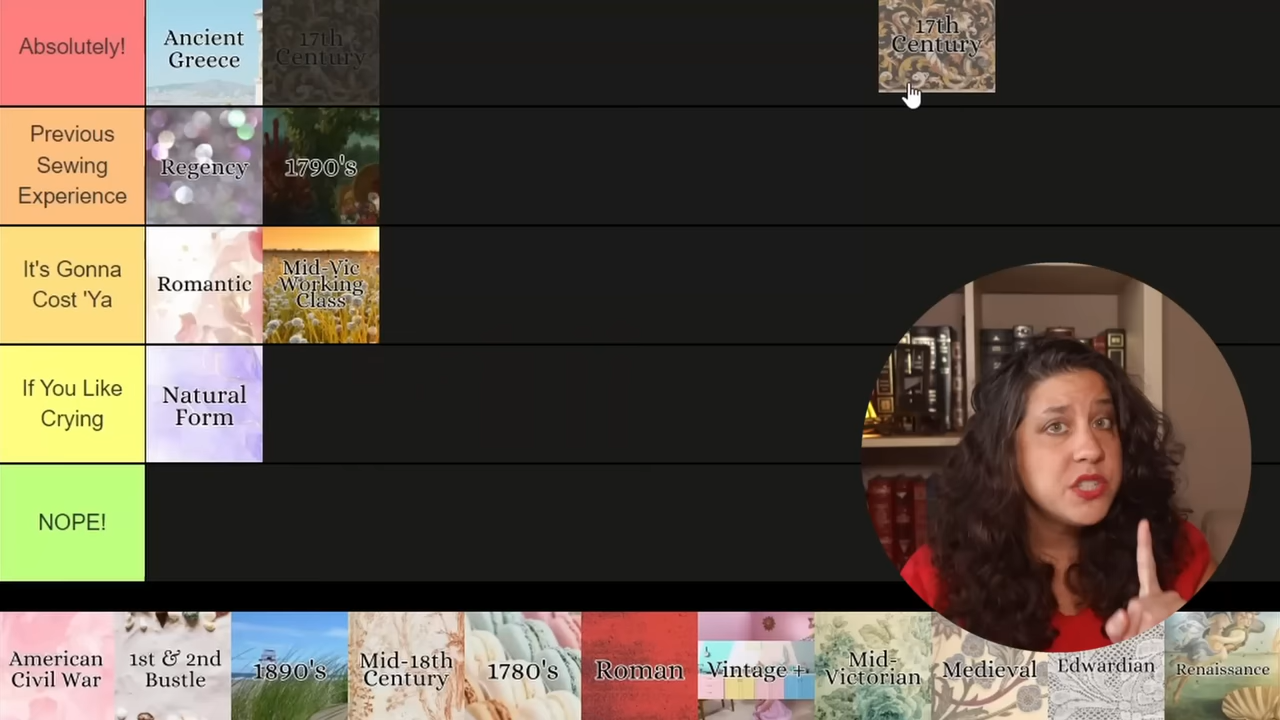 Absolutely!
Ancient
Greece
17th
Century
17th
Century
Previous
Sewing
Experience
Regency
1790's
It's Gonna
Cost 'Ya
Romantic
Mid-Vic
Working
Class
If You Like
Crying
Natural
Form
NOPE!
American
Civil War
1st & 2nd
Bustle
1890's
Mid-18th
Century
1780's
Roman
Vintage +
Mid-
Victorian
Medieval
Edwardian
Renaissance